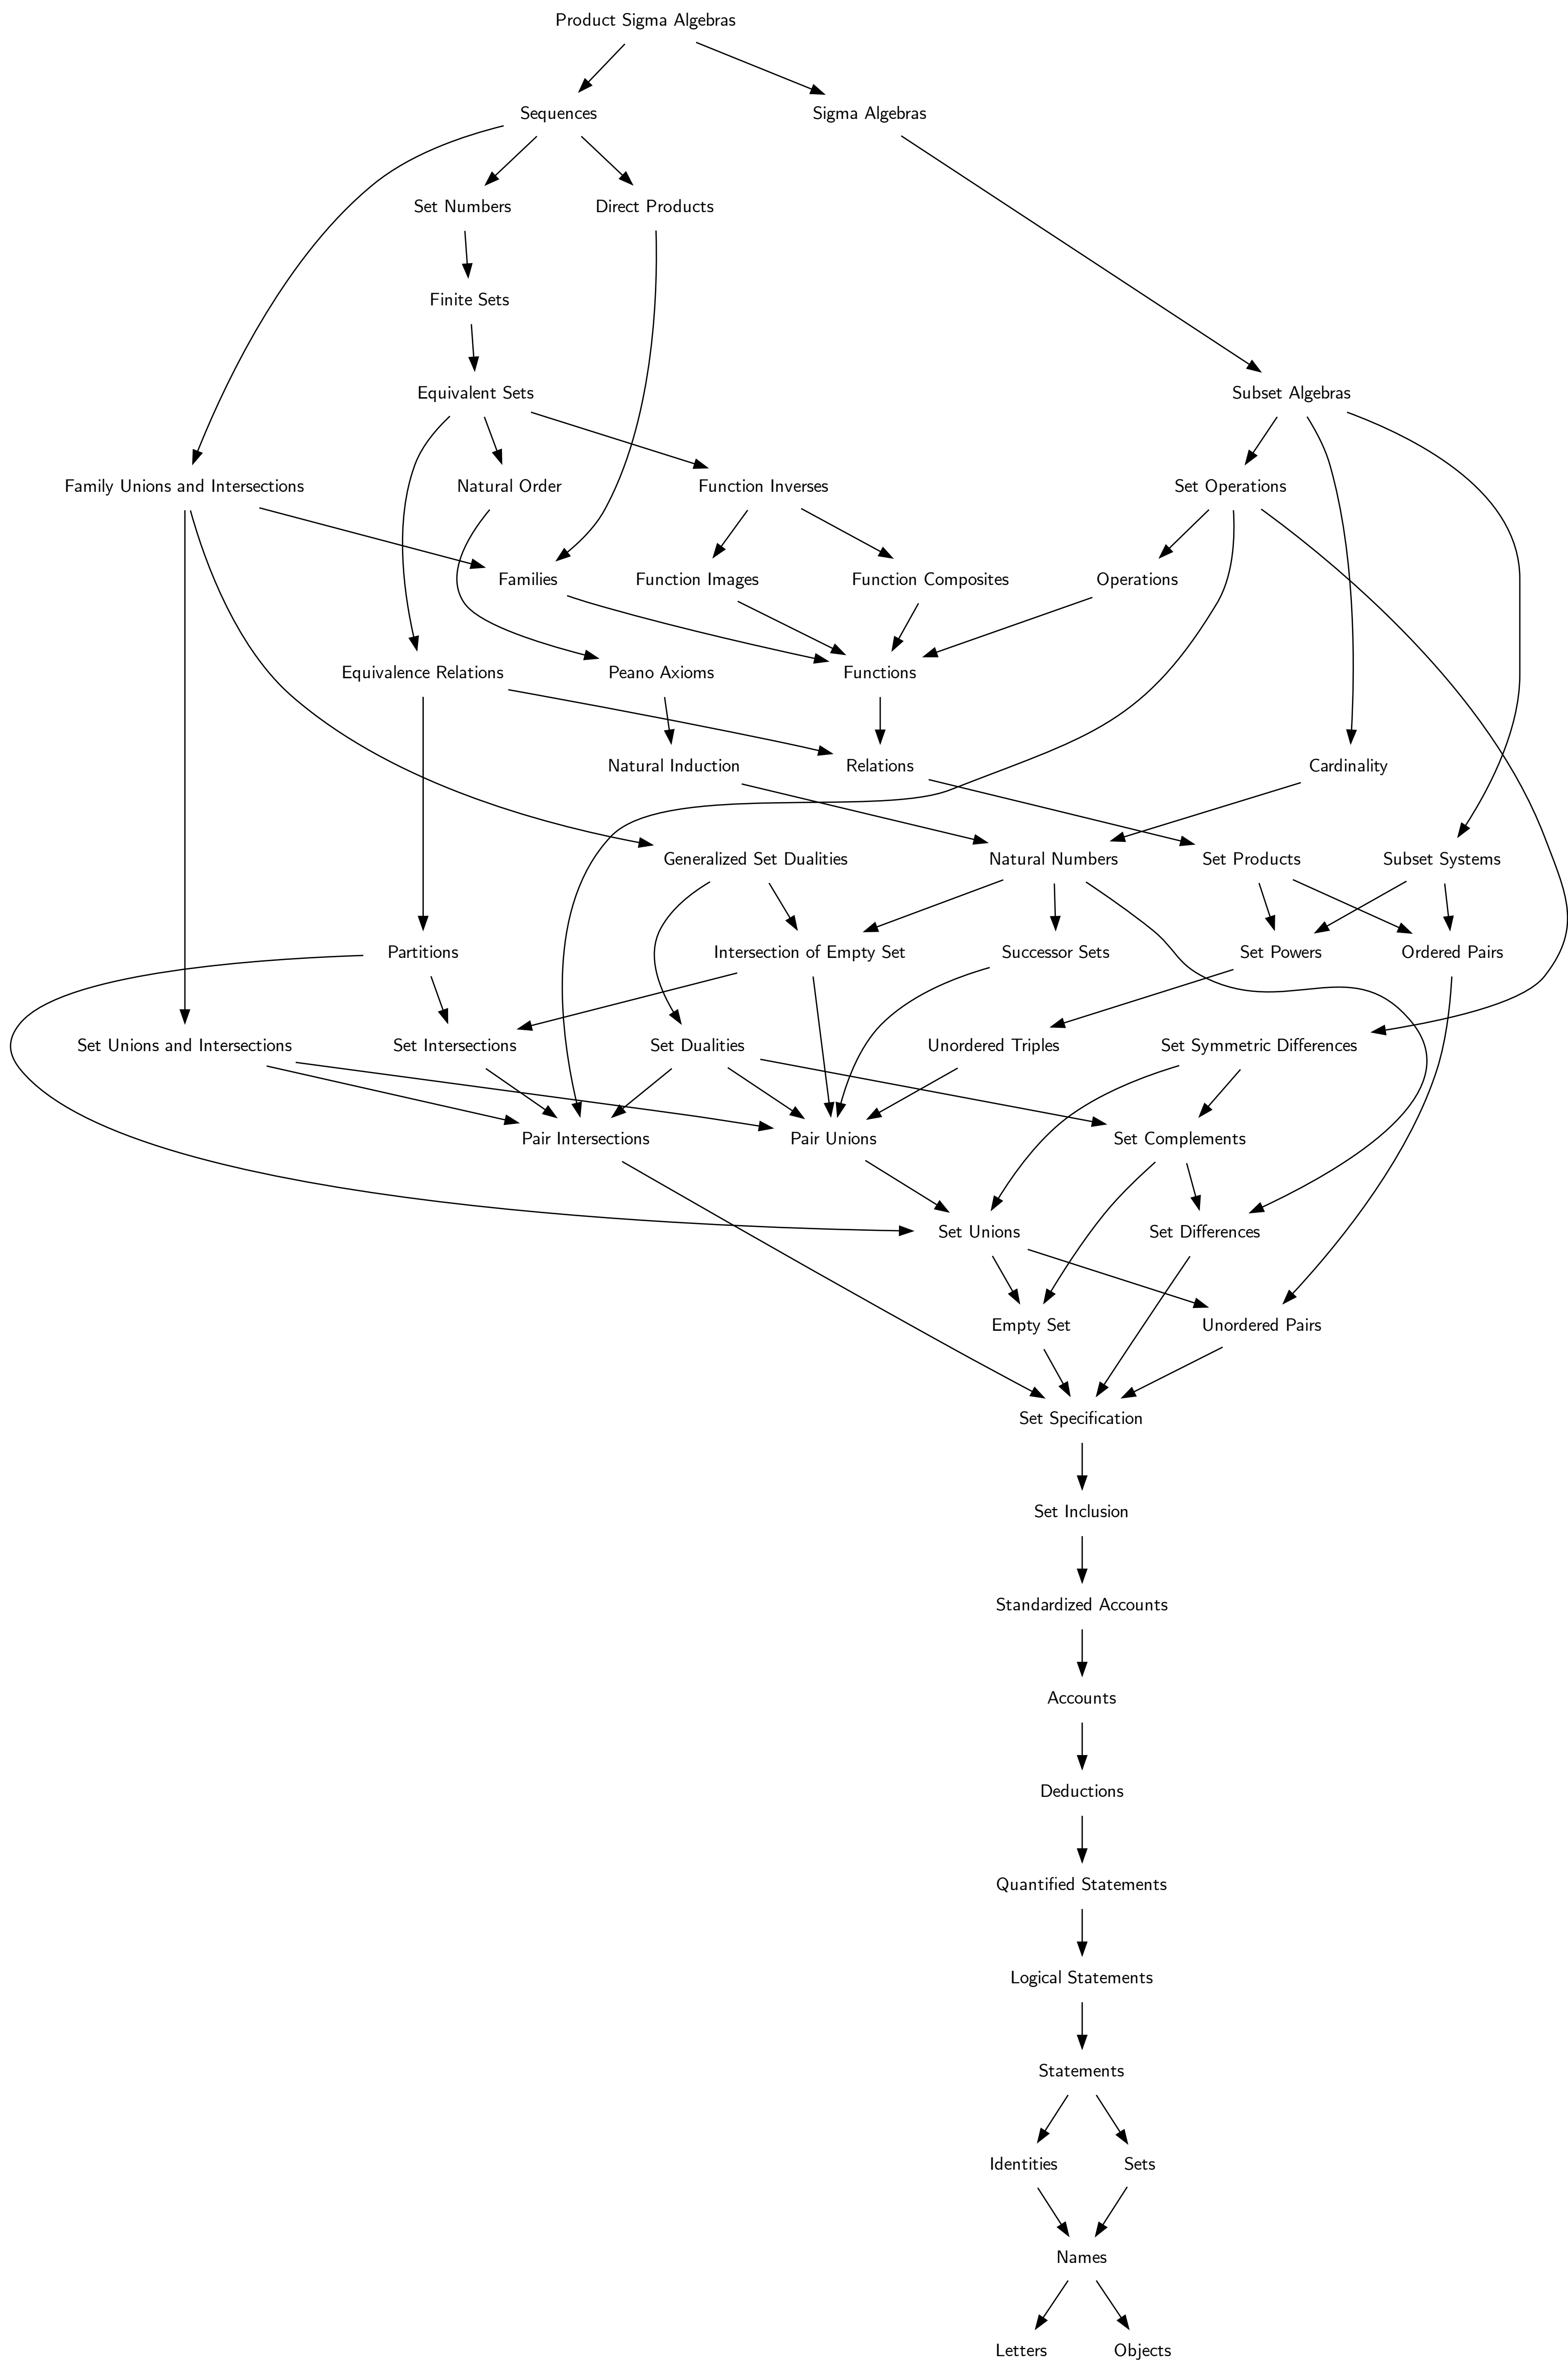 Product Sigma Algebras
Sequences
Sigma Algebras
Set Numbers
Direct Products
Finite Sets
Equivalent Sets
Subset Algebras
Family Unions and Intersections
Natural Order
Function Inverses
Set Operations
Families
Function Images
Function Composites
Operations
Equivalence Relations
Peano Axioms
Functions
Natural Induction
Relations
Cardinality
Generalized Set Dualities
Natural Numbers
Set Products
Subset Systems
Partitions
Intersection of Empty Set
Successor Sets
Set Powers
Ordered Pairs
Set Unions and Intersections
Set Intersections
Set Dualities
Unordered Triples
Set Symmetric Differences
Pair Intersections
Pair Unions
Set Complements
Set Unions
Set Differences
Empty Set
Unordered Pairs
Set Specification
Set Inclusion
Standardized Accounts
Accounts
Deductions
Quantified Statements
Logical Statements
Statements
Identities
Sets
Names
Letters
Objects